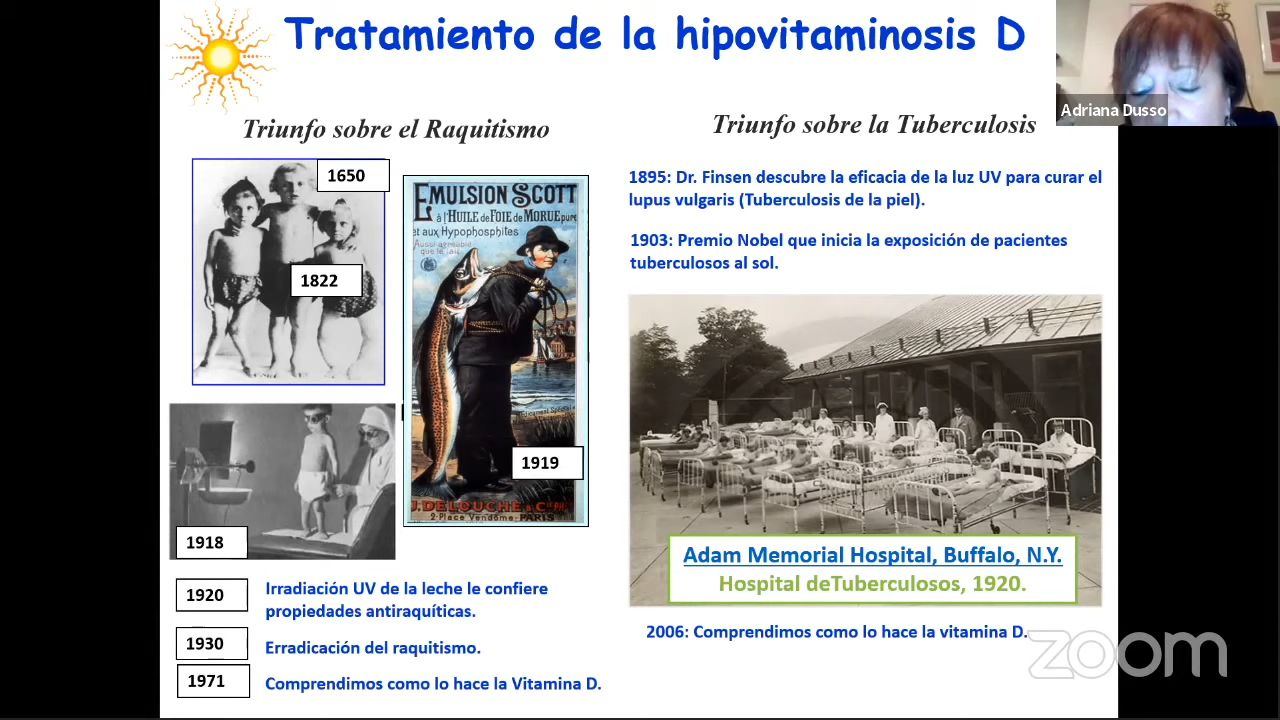 Tratamiento de la hipovitaminosis D
Adriana Dusso
Triunfo sobre el Raquitismo
1650
1822
EMULSION SCOTT
à l'HUILE de FOIE de MORUE pure
et aux Hypophosphites
Aussi agréable
que le lait
1919
J. DELOUCHE & Cie
2 Place Vendôme - PARIS
1918
1920
Irradiación UV de la leche le confiere
propiedades antiraquíticas.
1930
Erradicación del raquitismo.
1971
Comprendimos como lo hace la Vitamina D.
Triunfo sobre la Tuberculosis
1895: Dr. Finsen descubre la eficacia de la luz UV para curar el
lupus vulgaris (Tuberculosis de la piel).
1903: Premio Nobel que inicia la exposición de pacientes
tuberculosos al sol.
Adam Memorial Hospital, Buffalo, N.Y.
Hospital deTuberculosos, 1920.
2006: Comprendimos como lo hace la vitamina D.
zoom